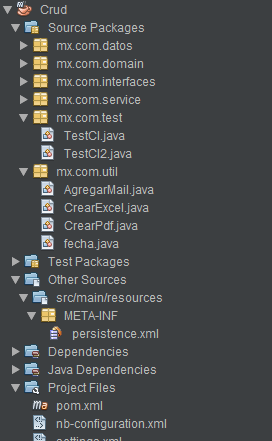 Crud
Source Packages
mx.com.datos
mx.com.domain
mx.com.interfaces
mx.com.service
mx.com.test
TestCl.java
TestCl2.java
mx.com.util
AgregarMail.java
CrearExcel.java
CrearPdf.java
fecha.java
Test Packages
Other Sources
src/main/resources
META-INF
persistence.xml
Dependencies
Java Dependencies
Project Files
pom.xml
nb-configuration.xml
settings.xml